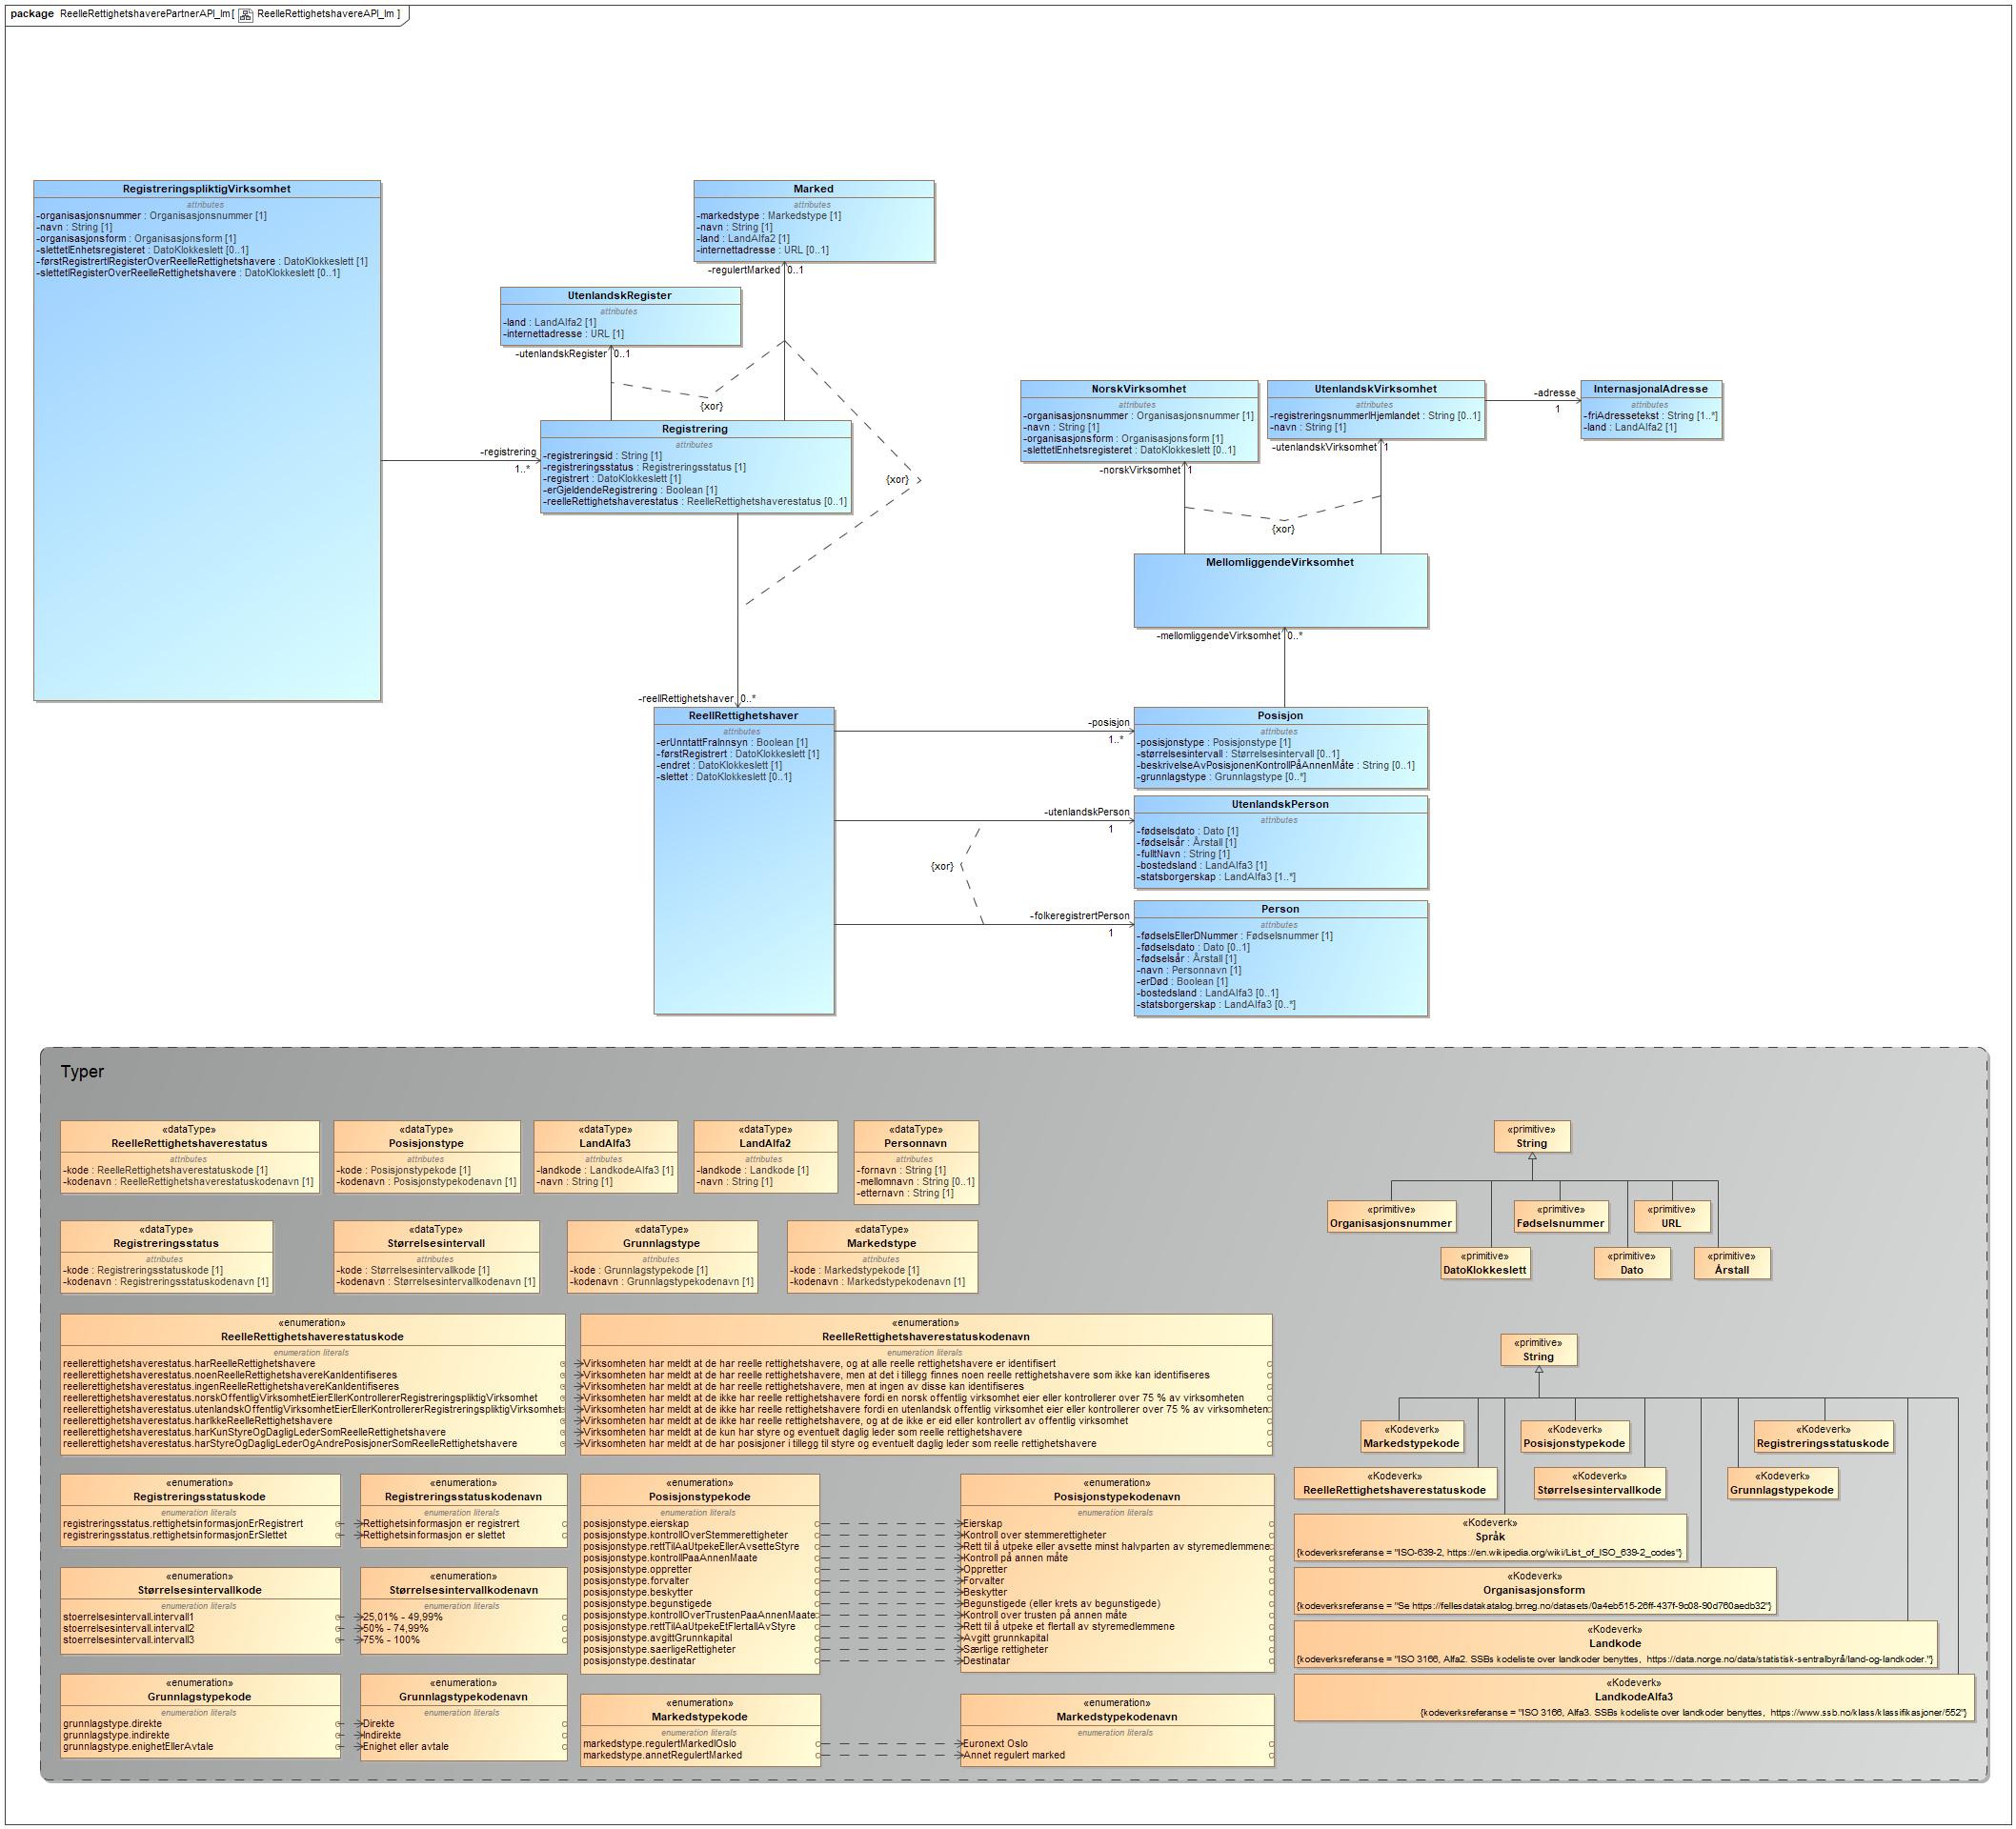 package ReelleRettighetshaverePartnerAPI_Im[ ReelleRettighetshavereAPI_Im ]
RegistreringspliktigVirksomhet
attributes
-organisasjonsnummer : Organisasjonsnummer [1]
-navn : String [1]
-organisasjonsform : Organisasjonsform [1]
-slettetIEnhetsregisteret : DatoKlokkeslett [0..1]
-førstRegistrertIRegisterOverReelleRettighetshavere : DatoKlokkeslett [1]
-slettetIRegisterOverReelleRettighetshavere : DatoKlokkeslett [0..1]
Marked
attributes
-markedstype : Markedstype [1]
-navn : String [1]
-land : LandAlfa2 [1]
-internettadresse : URL [0..1]
-regulertMarked 0..1
UtenlandskRegister
attributes
-land : LandAlfa2 [1]
-internettadresse : URL [1]
-utenlandskRegister 0..1
{xor}
-registrering
1..*
Registrering
attributes
-registreringsid : String [1]
-registreringsstatus : Registreringsstatus [1]
-registrert : DatoKlokkeslett [1]
-erGjeldendeRegistrering : Boolean [1]
-reelleRettighetshaverestatus : ReelleRettighetshaverestatus [0..1]
{xor}
NorskVirksomhet
attributes
-organisasjonsnummer : Organisasjonsnummer [1]
-navn : String [1]
-organisasjonsform : Organisasjonsform [1]
-slettetIEnhetsregisteret : DatoKlokkeslett [0..1]
-norskVirksomhet 1
UtenlandskVirksomhet
attributes
-registreringsnummerIHjemlandet : String [0..1]
-navn : String [1]
-utenlandskVirksomhet 1
-adresse
1
InternasjonalAdresse
attributes
-friAdressetekst : String [1..*]
-land : LandAlfa2 [1]
{xor}
MellomliggendeVirksomhet
-mellomliggendeVirksomhet 0..*
-reellRettighetshaver 0..*
ReellRettighetshaver
attributes
-erUnntattFraInnsyn : Boolean [1]
-førstRegistrert : DatoKlokkeslett [1]
-endret : DatoKlokkeslett [1]
-slettet : DatoKlokkeslett [0..1]
-posisjon
1..*
Posisjon
attributes
-posisjonstype : Posisjonstype [1]
-størrelsesintervall : Størrelsesintervall [0..1]
-beskrivelseAvPosisjonenKontrollPåAnnenMåte : String [0..1]
-grunnlagstype : Grunnlagstype [0..*]
-utenlandskPerson
1
UtenlandskPerson
attributes
-fødselsdato : Dato [1]
-fødselsår : Årstall [1]
-fulltNavn : String [1]
-bostedsland : LandAlfa3 [1]
-statsborgerskap : LandAlfa3 [1..*]
{xor}
-folkeregistrertPerson
1
Person
attributes
-fødselsEllerDNummer : Fødselsnummer [1]
-fødselsdato : Dato [0..1]
-fødselsår : Årstall [1]
-navn : Personnavn [1]
-erDød : Boolean [1]
-bostedsland : LandAlfa3 [0..1]
-statsborgerskap : LandAlfa3 [0..*]
Typer
«dataType»
ReelleRettighetshaverestatus
attributes
-kode : ReelleRettighetshaverestatuskode [1]
-kodenavn : ReelleRettighetshaverestatuskodenavn [1]
«dataType»
Posisjonstype
attributes
-kode : Posisjonstypekode [1]
-kodenavn : Posisjonstypekodenavn [1]
«dataType»
LandAlfa3
attributes
-landkode : LandkodeAlfa3 [1]
-navn : String [1]
«dataType»
LandAlfa2
attributes
-landkode : Landkode [1]
-navn : String [1]
«dataType»
Personnavn
attributes
-fornavn : String [1]
-mellomnavn : String [0..1]
-etternavn : String [1]
«dataType»
Registreringsstatus
attributes
-kode : Registreringsstatus [1]
-kodenavn : Registreringsstatuskodenavn [1]
«dataType»
Størrelsesintervall
attributes
-kode : Størrelsesintervallkode [1]
-kodenavn : Størrelsesintervallkodenavn [1]
«dataType»
Grunnlagstype
attributes
-kode : Grunnlagstypekode [1]
-kodenavn : Grunnlagstypekodenavn [1]
«dataType»
Markedstype
attributes
-kode : Markedstypekode [1]
-kodenavn : Markedstypekodenavn [1]
«primitive»
String
«primitive»
Organisasjonsnummer
«primitive»
Fødselsnummer
«primitive»
URL
«primitive»
DatoKlokkeslett
«primitive»
Dato
«primitive»
Årstall
«enumeration»
ReelleRettighetshaverestatuskode
enumeration literals
reellerettighetshaverestatus.harReelleRettighetshavere
reellerettighetshaverestatus.noenReelleRettighetshavereKanIdentifiseres
reellerettighetshaverestatus.ingenReelleRettighetshavereKanIdentifiseres
reellerettighetshaverestatus.norskOffentligVirksomhetEierEllerKontrollererRegistreringspliktigVirksomhet
reellerettighetshaverestatus.utenlandskOffentligVirksomhetEierEllerKontrollererRegistreringspliktigVirksomhet
reellerettighetshaverestatus.harIkkeReelleRettighetshavere
reellerettighetshaverestatus.harKunStyreOgDagligLederSomReelleRettighetshavere
reellerettighetshaverestatus.harStyreOgDagligLederOgAndrePosisjonerSomReelleRettighetshavere
«enumeration»
ReelleRettighetshaverestatuskodenavn
enumeration literals
Virksomheten har meldt at de har reelle rettighetshavere, og at alle reelle rettighetshavere er identifisert
Virksomheten har meldt at de har reelle rettighetshavere, men at det i tillegg finnes noen reelle rettighetshavere som ikke kan identifiseres
Virksomheten har meldt at de har reelle rettighetshavere, men at ingen av disse kan identifiseres
Virksomheten har meldt at de ikke har reelle rettighetshavere fordi en norsk offentlig virksomhet eier eller kontrollerer over 75 % av virksomheten
Virksomheten har meldt at de ikke har reelle rettighetshavere fordi en utenlandsk offentlig virksomhet eier eller kontrollerer over 75 % av virksomheten
Virksomheten har meldt at de ikke har reelle rettighetshavere, og at de ikke er eid eller kontrollert av offentlig virksomhet
Virksomheten har meldt at de kun har styre og eventuelt daglig leder som reelle rettighetshavere
Virksomheten har meldt at de har posisjoner i tillegg til styre og eventuelt daglig leder som reelle rettighetshavere
«enumeration»
Registreringsstatuskode
enumeration literals
registreringsstatus.rettighetsinformasjonErRegistrert
registreringsstatus.rettighetsinformasjonErSlettet
«enumeration»
Registreringsstatuskodenavn
enumeration literals
Rettighetsinformasjon er registrert
Rettighetsinformasjon er slettet
«enumeration»
Posisjonstypekode
enumeration literals
posisjonstype.eierskap
posisjonstype.kontrollOverStemmerettigheter
posisjonstype.rettTilAaUtpekeEllerAvsetteStyre
posisjonstype.kontrollPaaAnnenMaate
posisjonstype.oppretter
posisjonstype.forvalter
posisjonstype.beskytter
posisjonstype.begunstigede
posisjonstype.kontrollOverTrustenPaaAnnenMaate
posisjonstype.rettTilAaUtpekeEtFlertallAvStyre
posisjonstype.avgittGrunnkapital
posisjonstype.saerligeRettigheter
posisjonstype.destinatar
«enumeration»
Posisjonstypekodenavn
enumeration literals
Eierskap
Kontroll over stemmerettigheter
Rett til å utpeke eller avsette minst halvparten av styremedlemmene
Kontroll på annen måte
Oppretter
Forvalter
Beskytter
Begunstigede (eller krets av begunstigede)
Kontroll over trusten på annen måte
Rett til å utpeke et flertall av styremedlemmene
Avgitt grunnkapital
Særlige rettigheter
Destinatar
«enumeration»
Størrelsesintervallkode
enumeration literals
stoerrelsesintervall.intervall1
stoerrelsesintervall.intervall2
stoerrelsesintervall.intervall3
«enumeration»
Størrelsesintervallkodenavn
enumeration literals
25,01% - 49,99%
50% - 74,99%
75% - 100%
«enumeration»
Grunnlagstypekode
enumeration literals
grunnlagstype.direkte
grunnlagstype.indirekte
grunnlagstype.enighetEllerAvtale
«enumeration»
Grunnlagstypekodenavn
enumeration literals
Direkte
Indirekte
Enighet eller avtale
«enumeration»
Markedstypekode
enumeration literals
markedstype.regulertMarkedIOslo
markedstype.annetRegulertMarked
«enumeration»
Markedstypekodenavn
enumeration literals
Euronext Oslo
Annet regulert marked
«primitive»
String
«Kodeverk»
Markedstypekode
«Kodeverk»
Posisjonstypekode
«Kodeverk»
Registreringsstatuskode
«Kodeverk»
ReelleRettighetshaverestatuskode
«Kodeverk»
Størrelsesintervallkode
«Kodeverk»
Grunnlagstypekode
«Kodeverk»
Språk
{kodeverksreferanse = "ISO-639-2, https://en.wikipedia.org/wiki/List_of_ISO_639-2_codes"}
«Kodeverk»
Organisasjonsform
{kodeverksreferanse = "Se https://fellesdatakatalog.brreg.no/datasets/0a4eb515-26ff-437f-9c08-90d760aedb32"}
«Kodeverk»
Landkode
{kodeverksreferanse = "ISO 3166, Alfa2. SSBs kodeliste over landkoder benyttes, https://data.norge.no/data/statistisk-sentralbyrå/land-og-landkoder."}
«Kodeverk»
LandkodeAlfa3
{kodeverksreferanse = "ISO 3166, Alfa3. SSBs kodeliste over landkoder benyttes, https://www.ssb.no/klass/klassifikasjoner/552"}